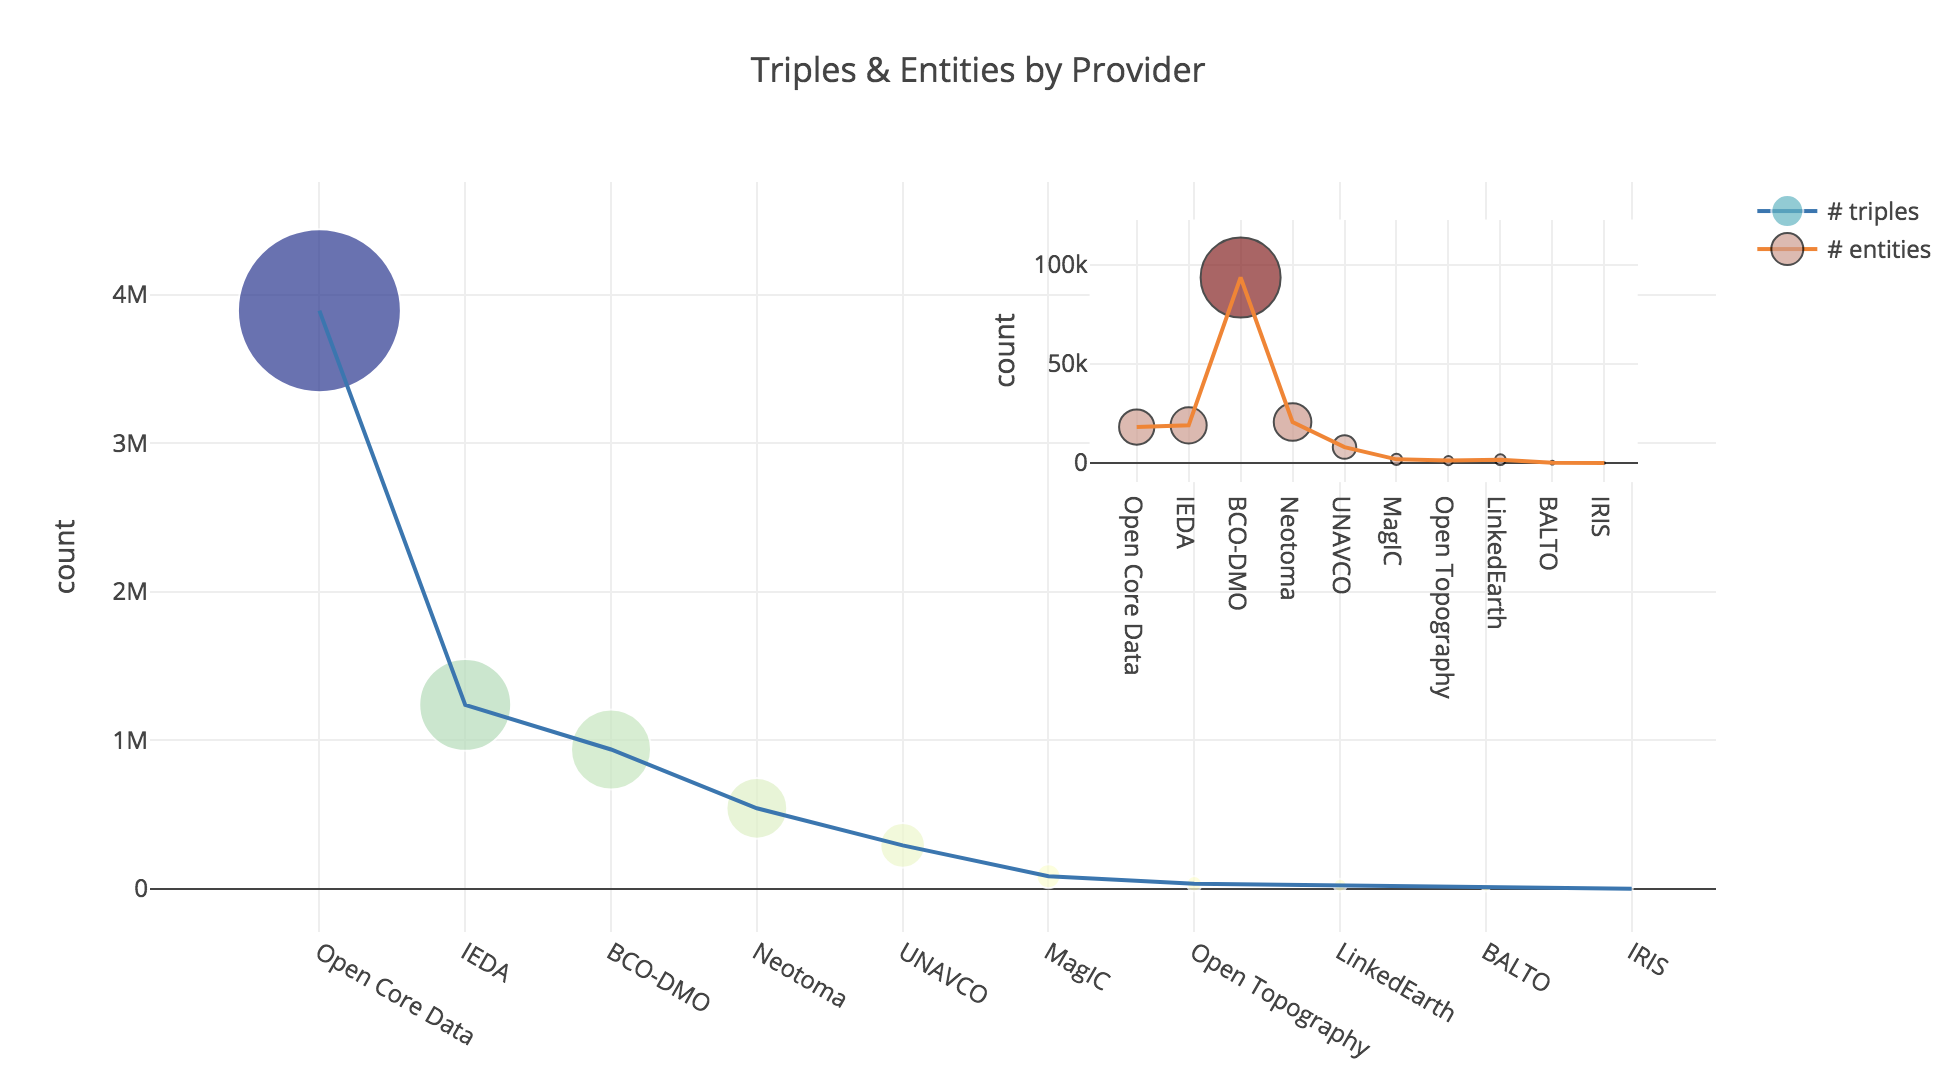 Triples & Entities by Provider
# triples
# entities
count
4M
3M
2M
1M
0
Open Core Data
IEDA
BCO-DMO
Neotoma
UNAVCO
MagIC
Open Topography
LinkedEarth
BALTO
IRIS
count
100k
50k
0
Open Core Data
IEDA
BCO-DMO
Neotoma
UNAVCO
MagIC
Open Topography
LinkedEarth
BALTO
IRIS